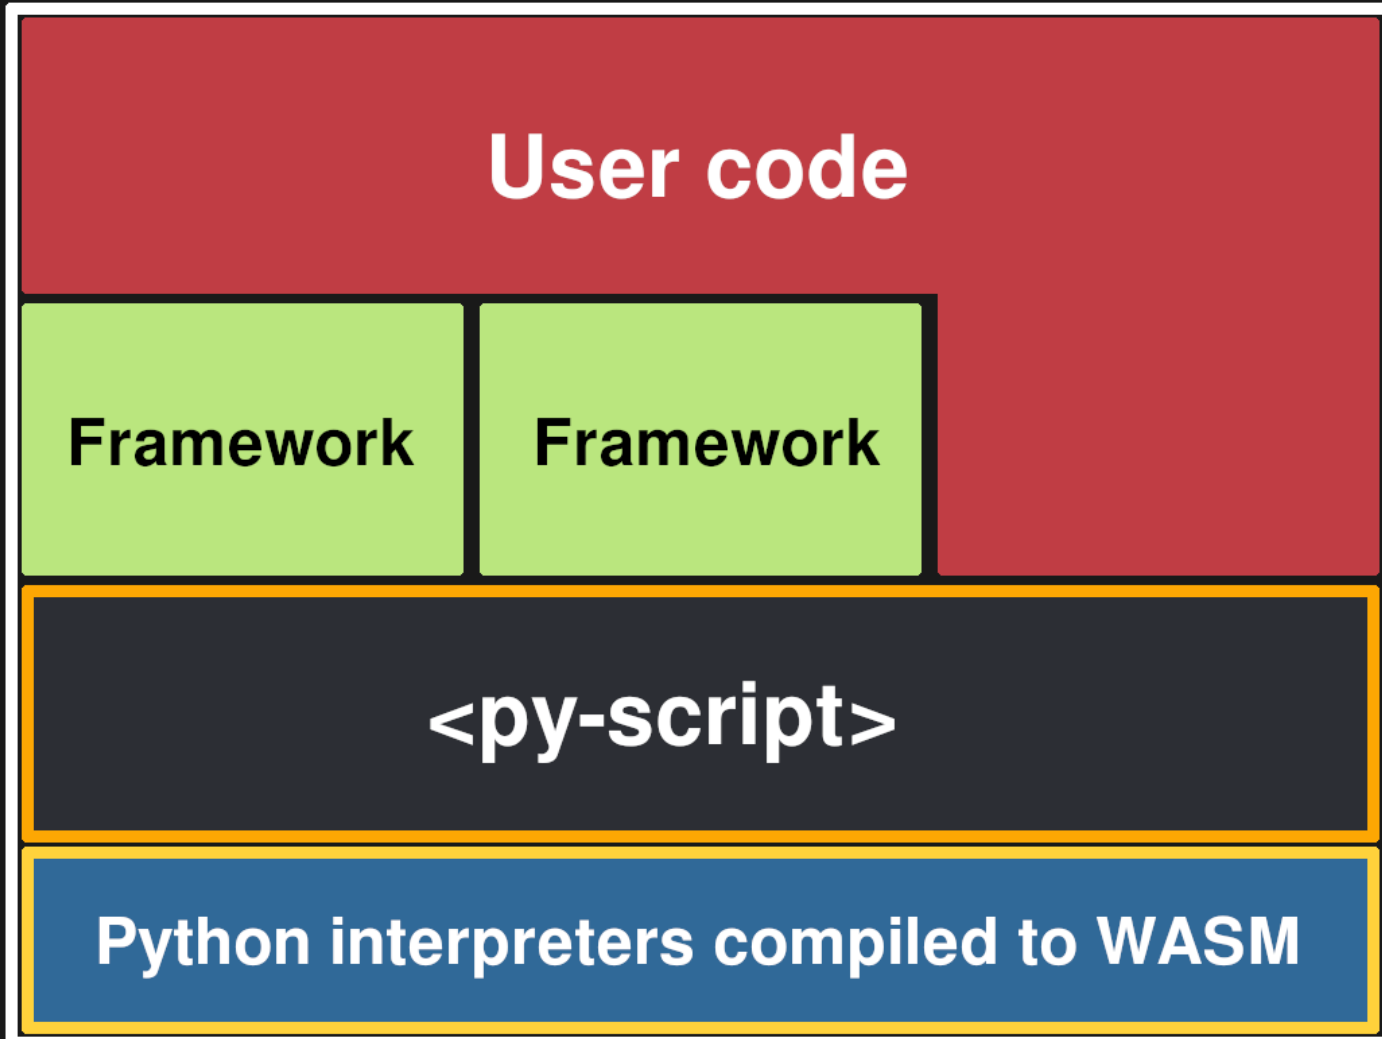 User code
Framework
Framework
<py-script>
Python interpreters compiled to WASM